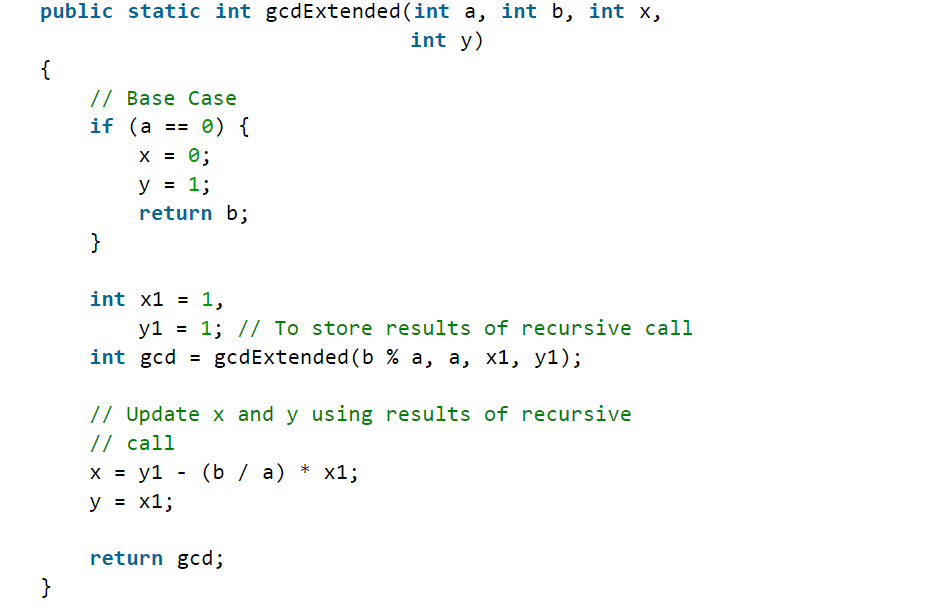 public static int gcdExtended(int a, int b, int x,
                              int y)
{
    // Base Case
    if (a == 0) {
        x = 0;
        y = 1;
        return b;
    }

    int x1 = 1,
        y1 = 1; // To store results of recursive call
    int gcd = gcdExtended(b % a, a, x1, y1);

    // Update x and y using results of recursive
    // call
    x = y1 - (b / a) * x1;
    y = x1;

    return gcd;
}